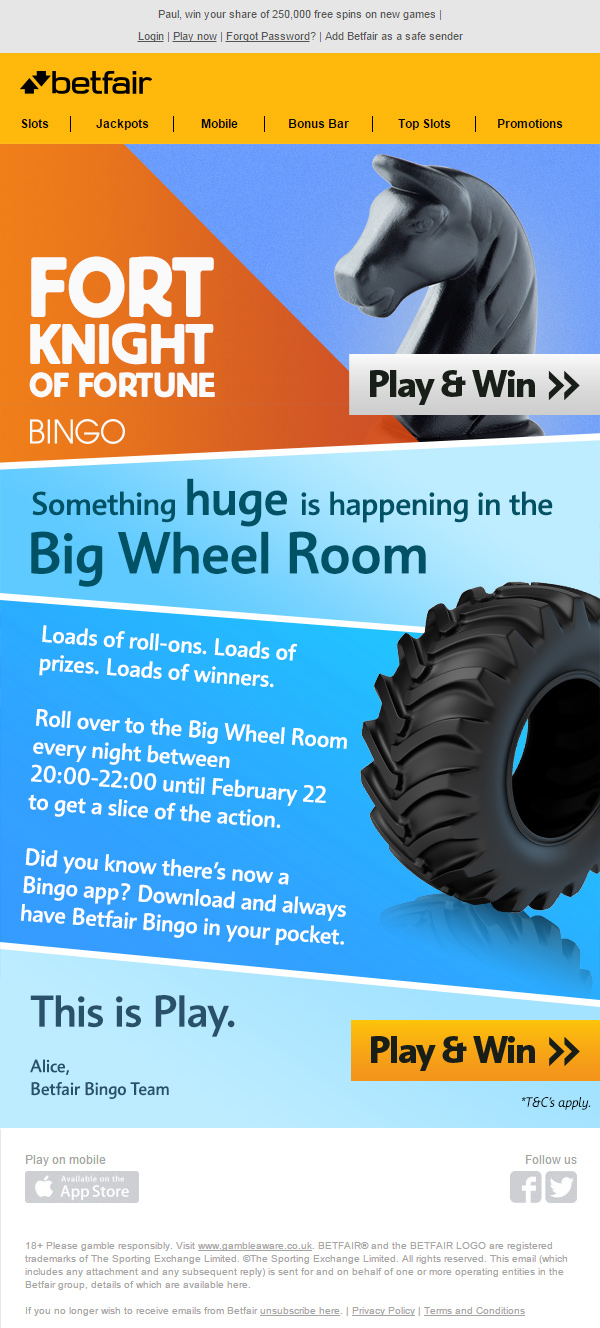 Paul, win your share of 250,000 free spins on new games |
Login | Play now | Forgot Password? | Add Betfair as a safe sender
betfair
Slots | Jackpots | Mobile | Bonus Bar | Top Slots | Promotions
FORT
KNIGHT
OF FORTUNE
BINGO
Play & Win »
Something huge is happening in the
Big Wheel Room
Loads of roll-ons. Loads of
prizes. Loads of winners.
Roll over to the Big Wheel Room
every night between
20:00-22:00 until February 22
to get a slice of the action.
Did you know there's now a
Bingo app? Download and always
have Betfair Bingo in your pocket.
This is Play.
Play & Win »
Alice,
Betfair Bingo Team
*T&C's apply.
Play on mobile
Follow us
Available on the
App Store
18+ Please gamble responsibly. Visit www.gambleaware.co.uk. BETFAIR® and the BETFAIR LOGO are registered
trademarks of The Sporting Exchange Limited. ©The Sporting Exchange Limited. All rights reserved. This email (which
includes any attachment and any subsequent reply) is sent for and on behalf of one or more operating entities in the
Betfair group, details of which are available here.
If you no longer wish to receive emails from Betfair unsubscribe here. | Privacy Policy | Terms and Conditions